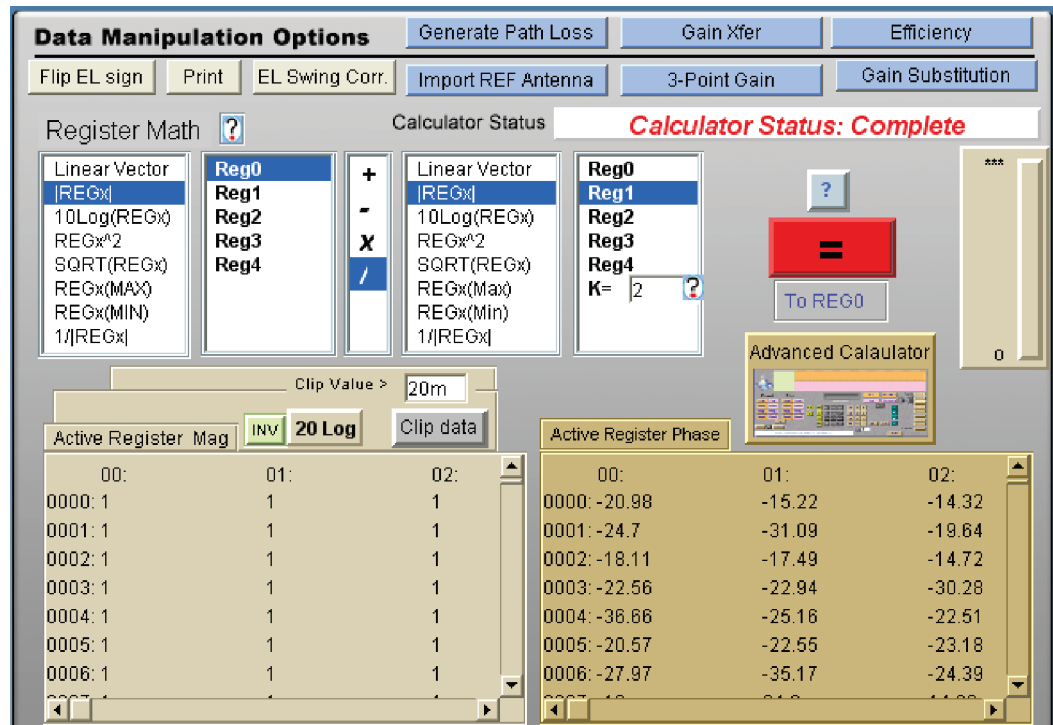 Data Manipulation Options
Generate Path Loss
Gain Xfer
Efficiency
Flip EL sign
Print
EL Swing Corr.
Import REF Antenna
3-Point Gain
Gain Substitution
Register Math ?
Calculator Status
Calculator Status: Complete
Linear Vector
|REGx|
10Log(REGx)
REGx^2
SQRT(REGx)
REGx(MAX)
REGx(MIN)
1/|REGx|
Reg0
Reg1
Reg2
Reg3
Reg4
+
-
X
/
Linear Vector
|REGx|
10Log(REGx)
REGx^2
SQRT(REGx)
REGx(Max)
REGx(Min)
1/|REGx|
Reg0
Reg1
Reg2
Reg3
Reg4
K= 2 ?
?
=
To REG0
***
0
Advanced Calaulator
Clip Value > 20m
Active Register Mag
INV
20 Log
Clip data
Active Register Phase
00: 01: 02:
0000: 1 1 1
0001: 1 1 1
0002: 1 1 1
0003: 1 1 1
0004: 1 1 1
0005: 1 1 1
0006: 1 1 1
00: 01: 02:
0000: -20.98 -15.22 -14.32
0001: -24.7 -31.09 -19.64
0002: -18.11 -17.49 -14.72
0003: -22.56 -22.94 -30.28
0004: -36.66 -25.16 -22.51
0005: -20.57 -22.55 -23.18
0006: -27.97 -35.17 -24.39